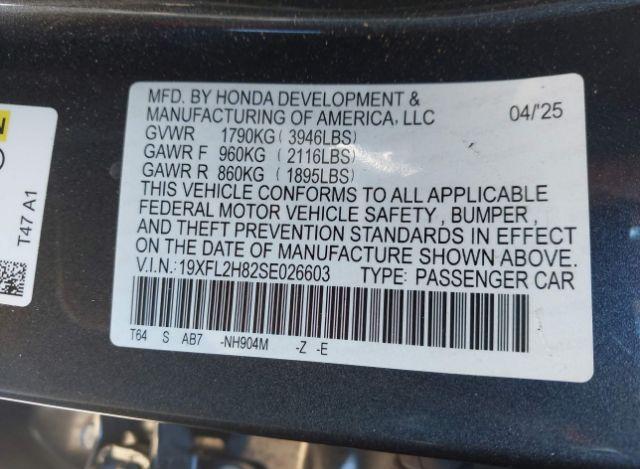 MFD. BY HONDA DEVELOPMENT &
MANUFACTURING OF AMERICA, LLC 04/'25
GVWR 1790KG ( 3946LBS)
GAWR F 960KG ( 2116LBS)
GAWR R 860KG ( 1895LBS)
THIS VEHICLE CONFORMS TO ALL APPLICABLE
FEDERAL MOTOR VEHICLE SAFETY, BUMPER,
AND THEFT PREVENTION STANDARDS IN EFFECT
ON THE DATE OF MANUFACTURE SHOWN ABOVE.
V.I.N.: 19XFL2H82SE026603 TYPE: PASSENGER CAR
T64 S AB7 -NH904M -Z -E
T47 A1